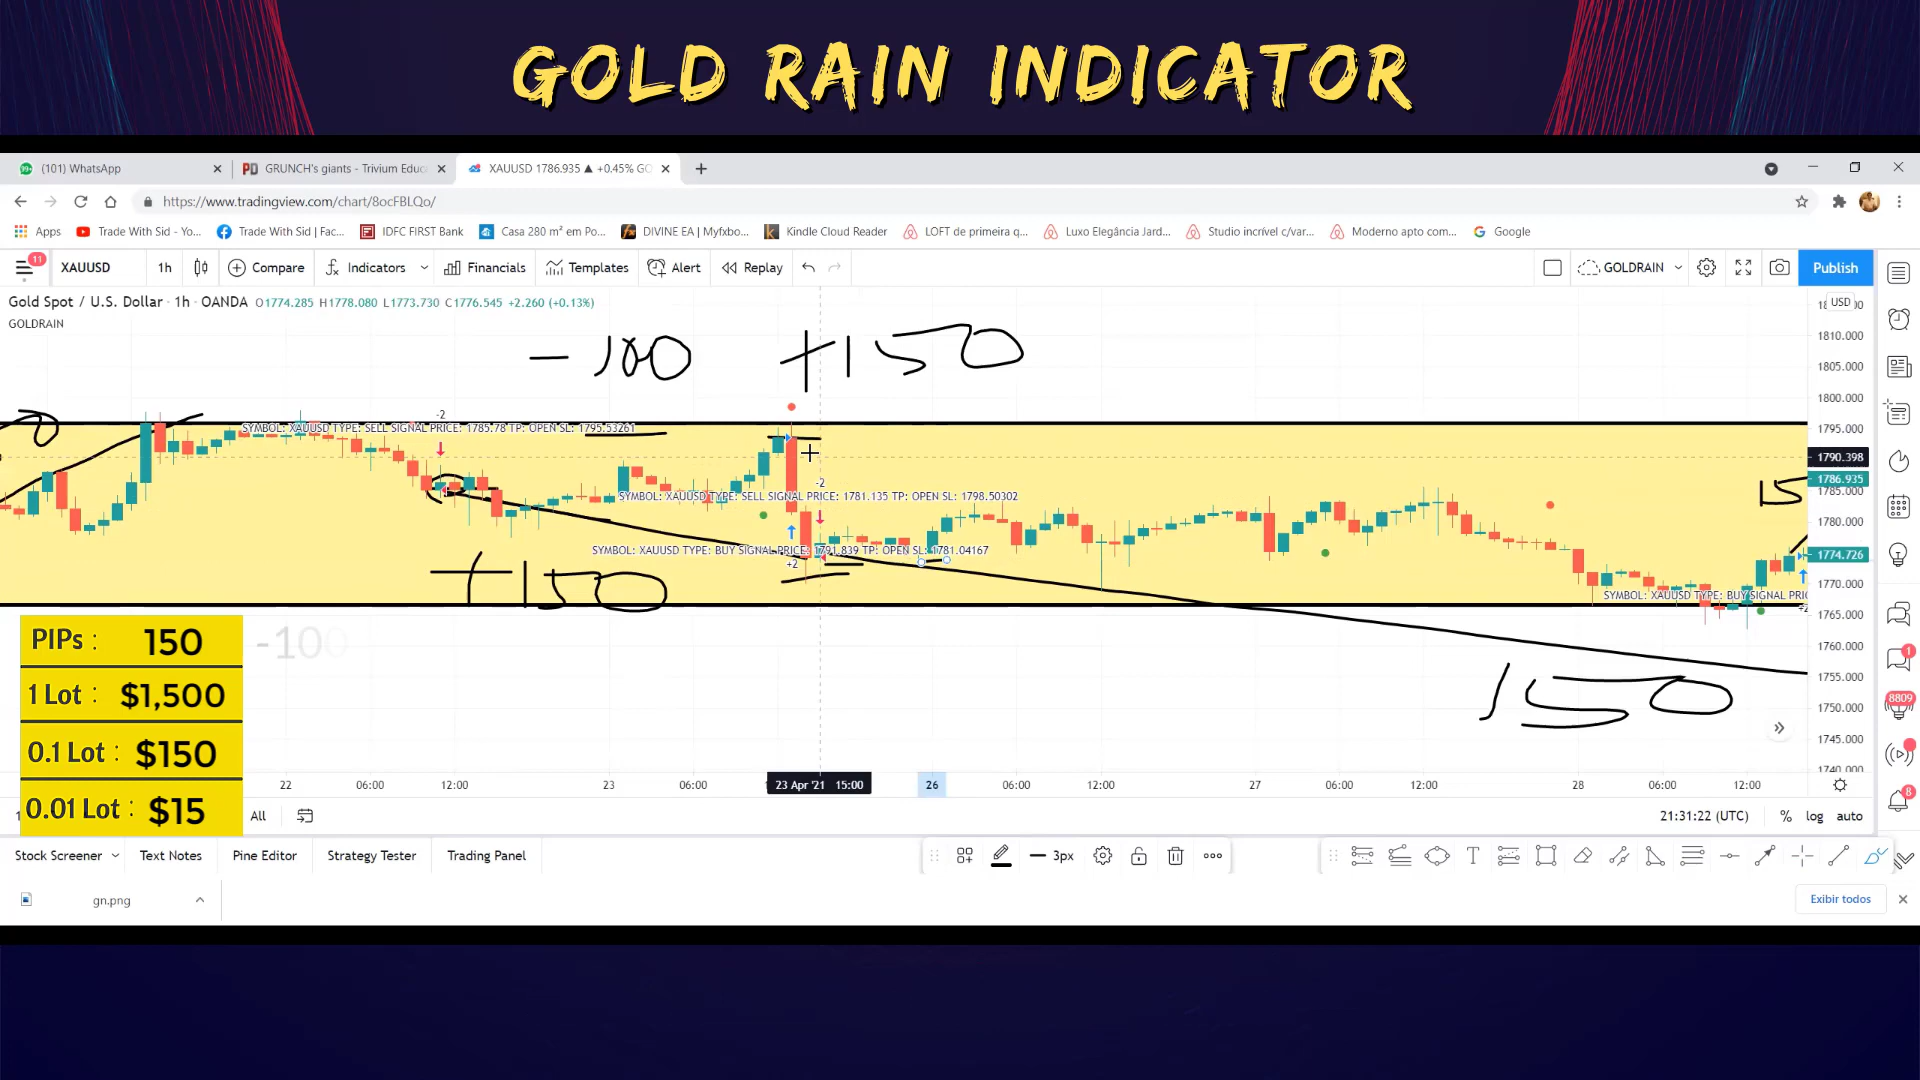 GOLD RAIN INDICATOR
(101) WhatsApp
GRUNCH's giants - Trivium Educ
XAUUSD 1786.935 ▲ +0.45% GO
https://www.tradingview.com/chart/8ocFBLQo/
Apps
Trade With Sid - Yo...
Trade With Sid | Fac...
IDFC FIRST Bank
Casa 280 m² em Po...
DIVINE EA | Myfxbo...
Kindle Cloud Reader
LOFT de primeira q...
Luxo Elegância Jard...
Studio incrível c/var...
Moderno apto com...
Google
11
XAUUSD
1h
Compare
Indicators
Financials
Templates
Alert
Replay
GOLDRAIN
Publish
Gold Spot / U.S. Dollar · 1h · OANDA O1774.285 H1778.080 L1773.730 C1776.545 +2.260 (+0.13%)
USD
GOLDRAIN
1810.000
-100 +150
1805.000
1800.000
-2
SYMBOL: XAUUSD TYPE: SELL SIGNAL PRICE: 1785.78 TP: OPEN SL: 1795.53261
1795.000
1790.398
1786.935
-2
1785.000
15
SYMBOL: XAUUSD TYPE: SELL SIGNAL PRICE: 1781.135 TP: OPEN SL: 1798.50302
1780.000
SYMBOL: XAUUSD TYPE: BUY SIGNAL PRICE: 1791.839 TP: OPEN SL: 1781.04167
1774.726
+2
+150
1770.000
SYMBOL: XAUUSD TYPE: BUY SIGNAL PRIC
1765.000
PIPs : 150
-100
1760.000
1755.000
1 Lot : $1,500
150
1750.000
1745.000
0.1 Lot : $150
1740.000
22
06:00
12:00
23
06:00
23 Apr '21 15:00
26
06:00
12:00
27
06:00
12:00
28
06:00
12:00
0.01 Lot : $15
All
21:31:22 (UTC)
%
log
auto
1
8809
8
Stock Screener
Text Notes
Pine Editor
Strategy Tester
Trading Panel
3px
gn.png
Exibir todos